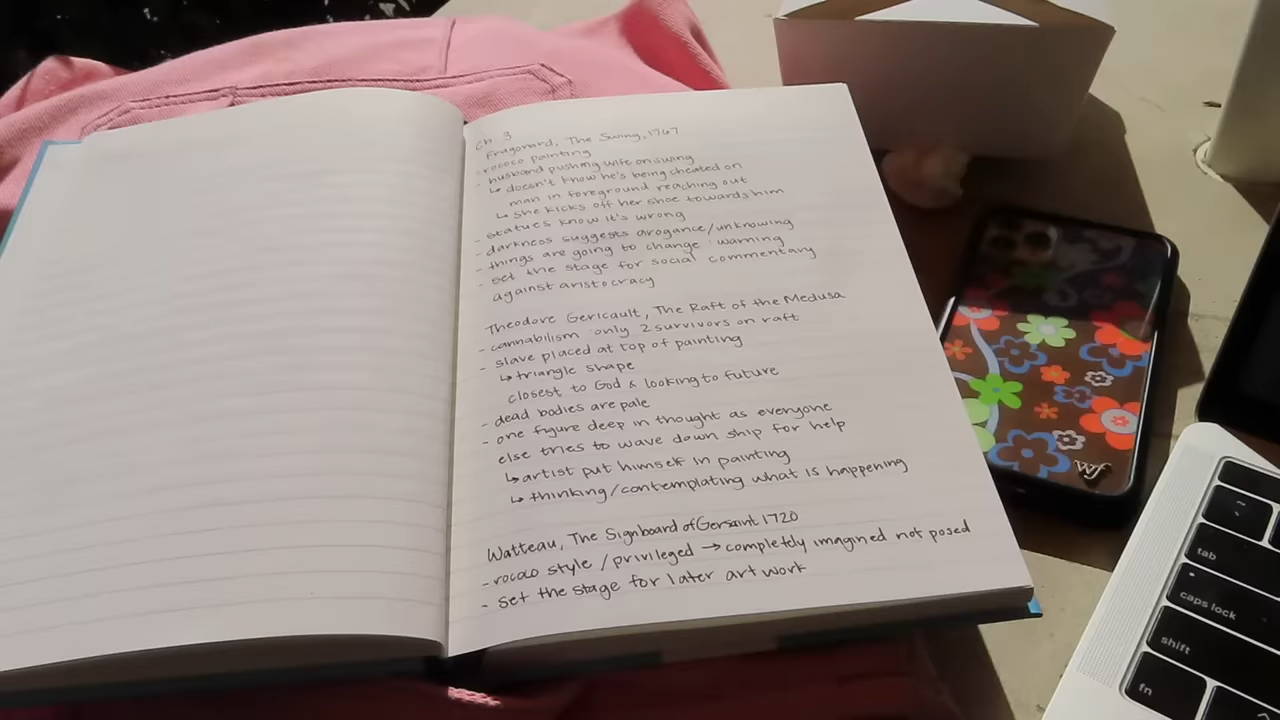 Ch 3
Fragonard, The Swing, 1767
- rococo painting
- husband pushing wife on swing
↳ doesn't know he's being cheated on
man in foreground reaching out
↳ she kicks off her shoe towards him
- statues know it's wrong
- darkness suggests arogance/unknowing
- things are going to change : warning
- set the stage for social commentary
against aristocracy
Theodore Gericault, The Raft of the Medusa
- cannabilism : only 2 survivors on raft
- slave placed at top of painting
↳ triangle shape
closest to God & looking to future
- dead bodies are pale
- one figure deep in thought as everyone
else tries to wave down ship for help
↳ artist put himself in painting
↳ thinking/contemplating what is happening
Watteau, The Signboard of Gersaint 1720
- rococo style / privileged → completely imagined not posed
- set the stage for later art work
wf
~
tab
caps lock
shift
fn